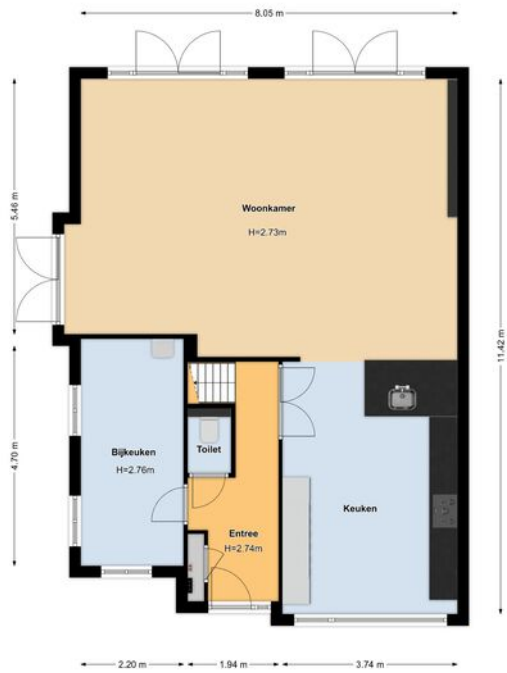 8.05 m
5.46 m
Woonkamer
H=2.73m
11.42 m
4.70 m
Bijkeuken
H=2.76m
Toilet
Keuken
Entree
H=2.74m
2.20 m
1.94 m
3.74 m